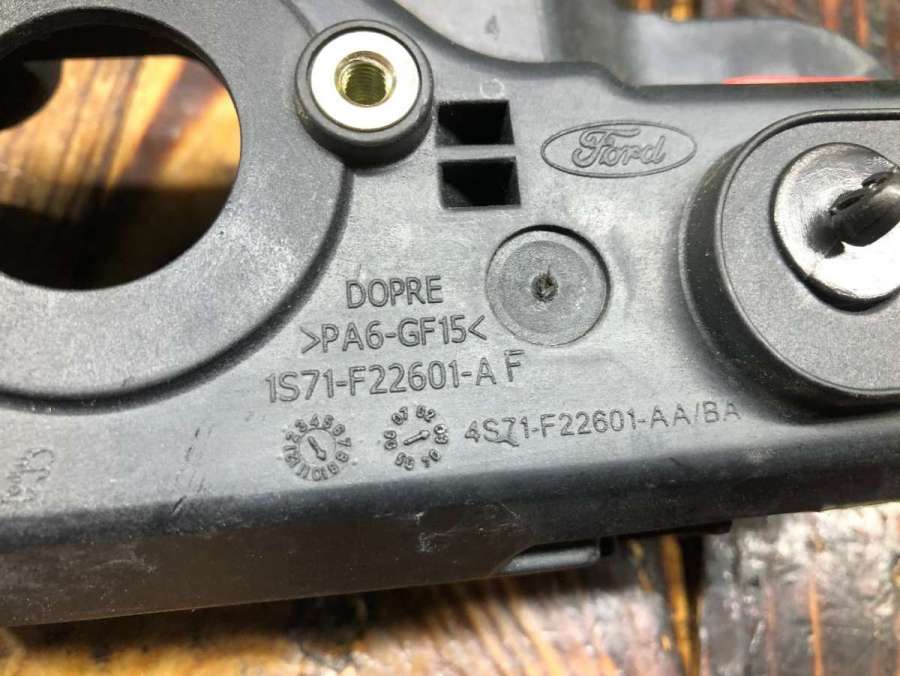 Ford
DOPRE
>PA6-GF15<
1S71-F22601-AF
4S71-F22601-AA/BA